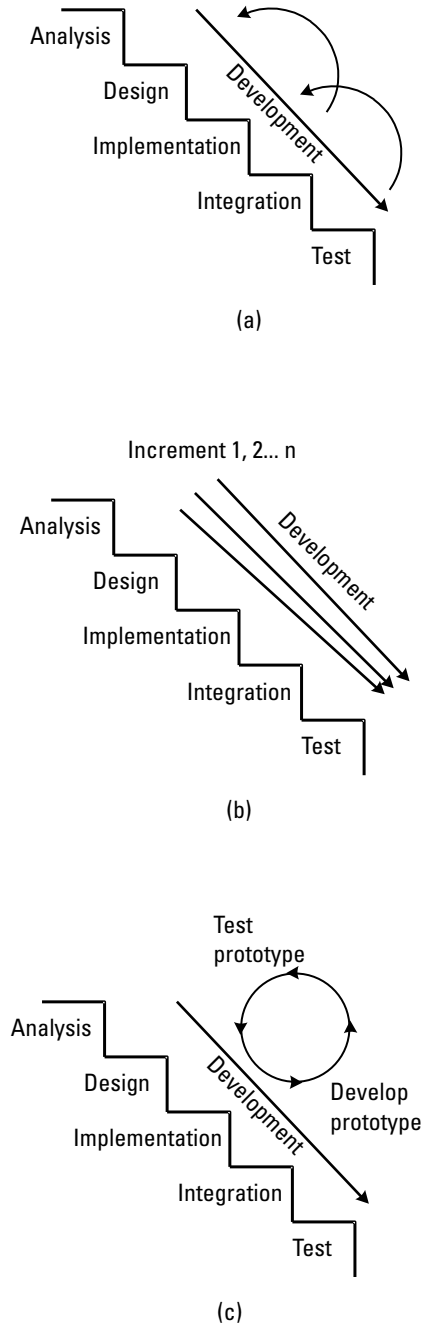 Analysis
Development
Design
Implementation
Integration
Test
(a)
Increment 1, 2... n
Analysis
Development
Design
Implementation
Integration
Test
(b)
Test
prototype
Analysis
Design
Development
Develop
prototype
Implementation
Integration
Test
(c)